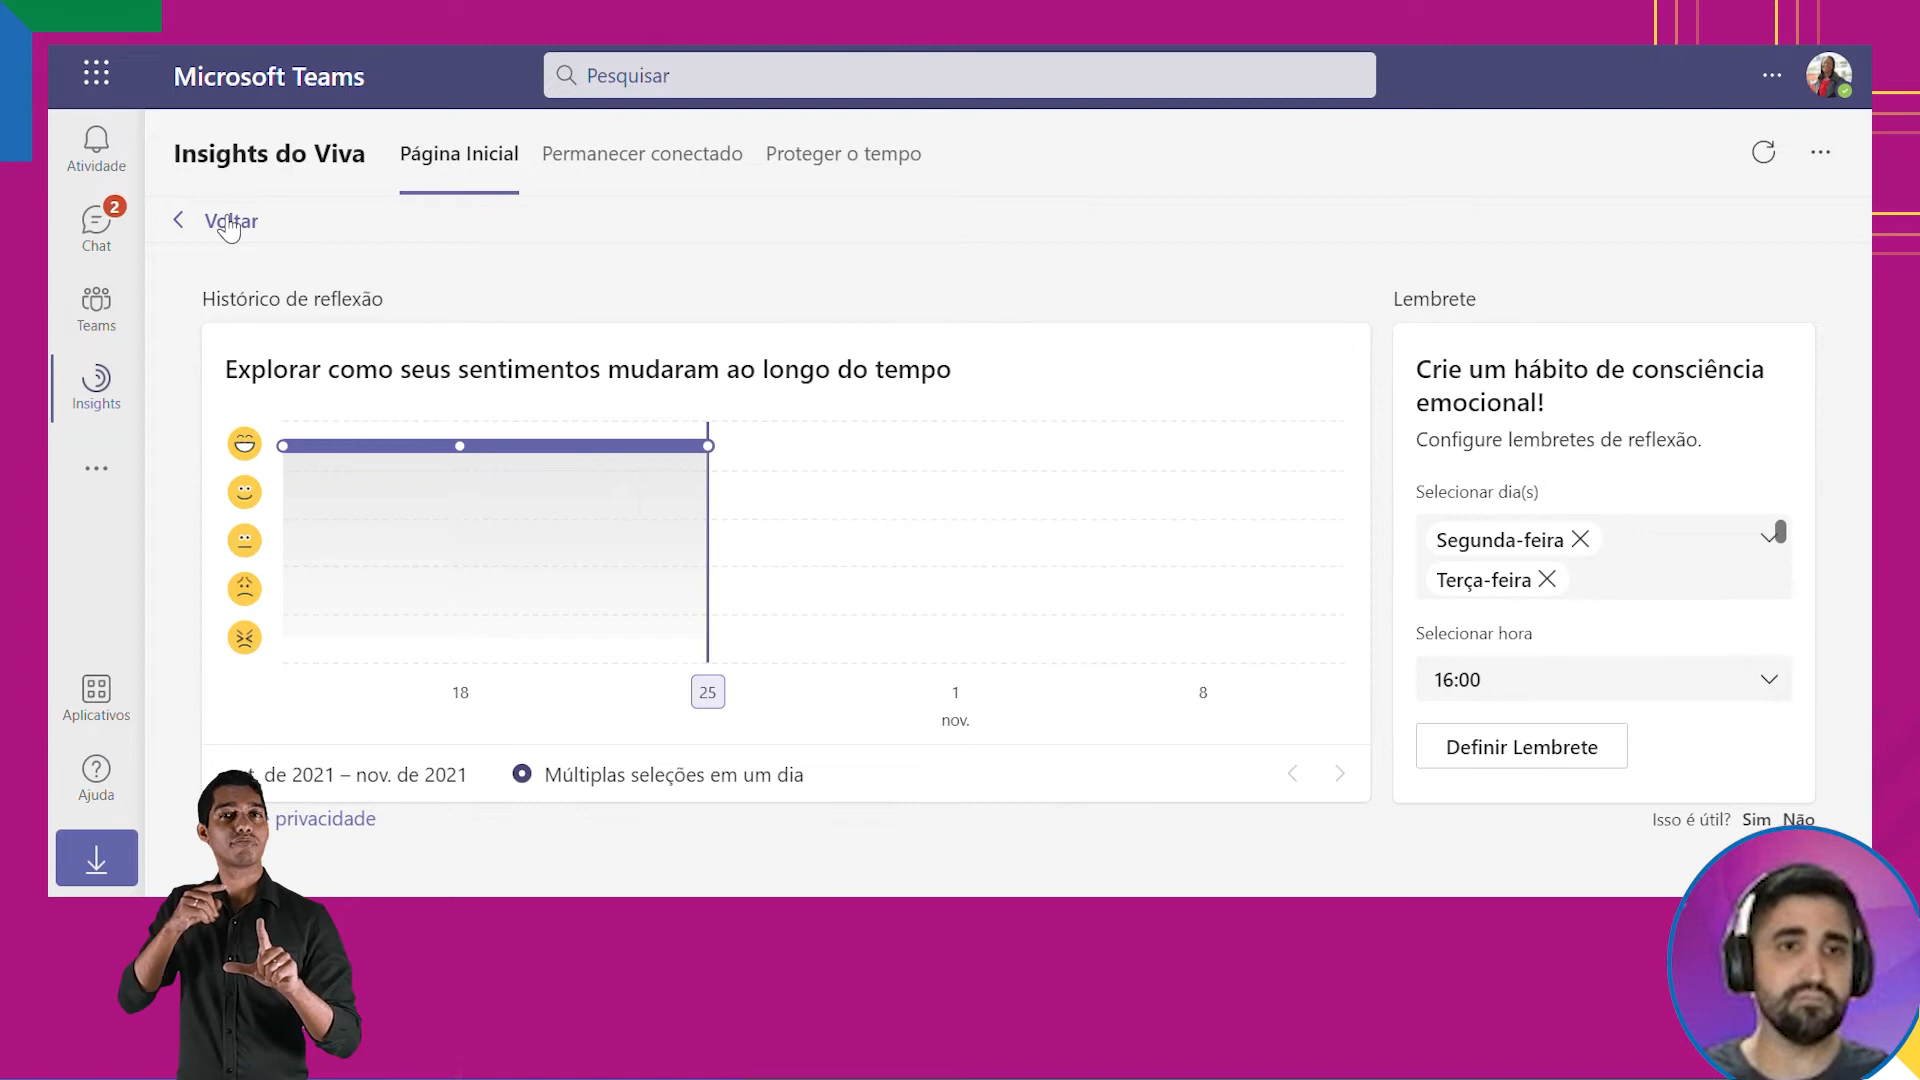 Microsoft Teams
Pesquisar
Atividade
2
Chat
Teams
Insights
Aplicativos
Ajuda
Insights do Viva
Página Inicial
Permanecer conectado
Proteger o tempo
Voltar
Histórico de reflexão
Explorar como seus sentimentos mudaram ao longo do tempo
18
25
1
8
nov.
de 2021 – nov. de 2021
Múltiplas seleções em um dia
privacidade
Lembrete
Crie um hábito de consciência
emocional!
Configure lembretes de reflexão.
Selecionar dia(s)
Segunda-feira
Terça-feira
Selecionar hora
16:00
Definir Lembrete
Isso é útil? Sim Não